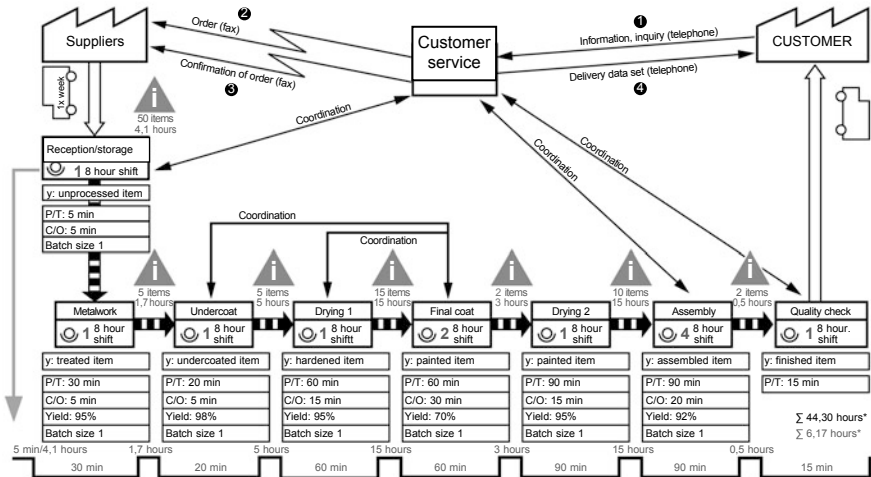 Suppliers
2
Order (fax)
Confirmation of order (fax)
3
Customer
service
1
Information, inquiry (telephone)
Delivery data set (telephone)
4
CUSTOMER
1x week
i
50 items
4,1 hours
Coordination
Coordination
Coordination
Reception/storage
1 8 hour shift
y: unprocessed item
P/T: 5 min
C/O: 5 min
Batch size 1
Coordination
Coordination
i
5 items
1,7 hours
i
5 items
5 hours
i
15 items
15 hours
i
2 items
3 hours
i
10 items
15 hours
i
2 items
0,5 hours
Metalwork
1 8 hour
shift
y: treated item
P/T: 30 min
C/O: 5 min
Yield: 95%
Batch size 1
Undercoat
1 8 hour
shift
y: undercoated item
P/T: 20 min
C/O: 5 min
Yield: 98%
Batch size 1
Drying 1
1 8 hour
shiftt
y: hardened item
P/T: 60 min
C/O: 15 min
Yield: 95%
Batch size 1
Final coat
2 8 hour
shift
y: painted item
P/T: 60 min
C/O: 30 min
Yield: 70%
Batch size 1
Drying 2
1 8 hour
shift
y: painted item
P/T: 90 min
C/O: 15 min
Yield: 95%
Batch size 1
Assembly
4 8 hour
shift
y: assembled item
P/T: 90 min
C/O: 20 min
Yield: 92%
Batch size 1
Quality check
1 8 hour.
shift
y: finished item
P/T: 15 min
∑ 44,30 hours*
∑ 6,17 hours*
5 min/4,1 hours 1,7 hours 5 hours 15 hours 3 hours 15 hours 0,5 hours
30 min 20 min 60 min 60 min 90 min 90 min 15 min